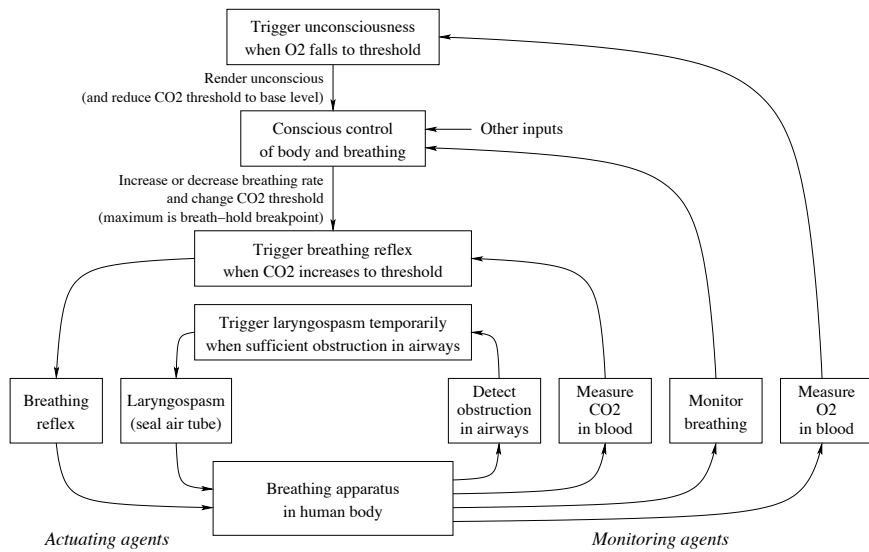 Trigger unconsciousness
when O2 falls to threshold
Render unconscious
(and reduce CO2 threshold to base level)
Conscious control
of body and breathing
Other inputs
Increase or decrease breathing rate
and change CO2 threshold
(maximum is breath−hold breakpoint)
Trigger breathing reflex
when CO2 increases to threshold
Trigger laryngospasm temporarily
when sufficient obstruction in airways
Breathing
reflex
Laryngospasm
(seal air tube)
Detect
obstruction
in airways
Measure
CO2
in blood
Monitor
breathing
Measure
O2
in blood
Breathing apparatus
in human body
Actuating agents
Monitoring agents